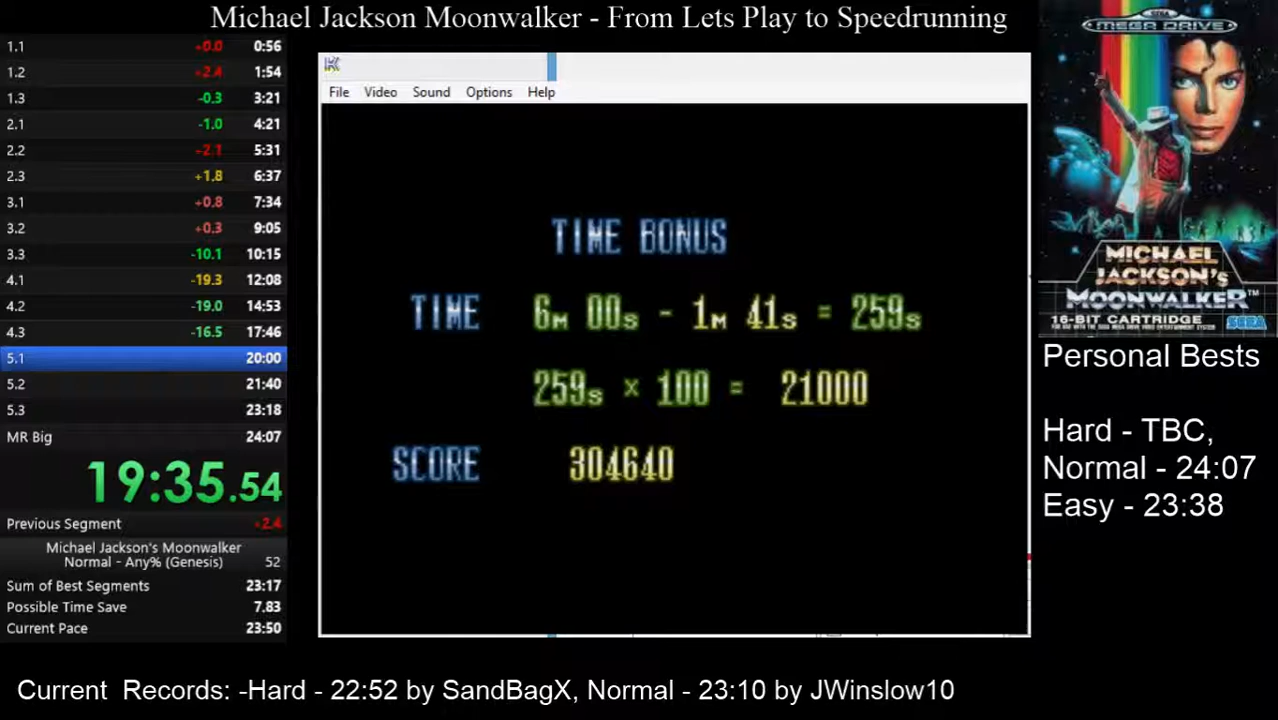 Michael Jackson Moonwalker - From Lets Play to Speedrunning
1.1 +0.0 0:56
1.2 +2.4 1:54
1.3 -0.3 3:21
2.1 -1.0 4:21
2.2 -2.1 5:31
2.3 +1.8 6:37
3.1 +0.8 7:34
3.2 +0.3 9:05
3.3 -10.1 10:15
4.1 -19.3 12:08
4.2 -19.0 14:53
4.3 -16.5 17:46
5.1 20:00
5.2 21:40
5.3 23:18
MR Big 24:07
19:35.54
Previous Segment +2.4
Michael Jackson's Moonwalker
Normal - Any% (Genesis) 52
Sum of Best Segments 23:17
Possible Time Save 7.83
Current Pace 23:50
File Video Sound Options Help
TIME BONUS
TIME 6M 00s - 1M 41s = 259s
259s × 100 = 21000
SCORE 304640
SEGA
MEGA DRIVE
MICHAEL
JACKSON'S
MOONWALKER™
16-BIT CARTRIDGE
SEGA
Personal Bests
Hard - TBC,
Normal - 24:07
Easy - 23:38
Current Records: -Hard - 22:52 by SandBagX, Normal - 23:10 by JWinslow10